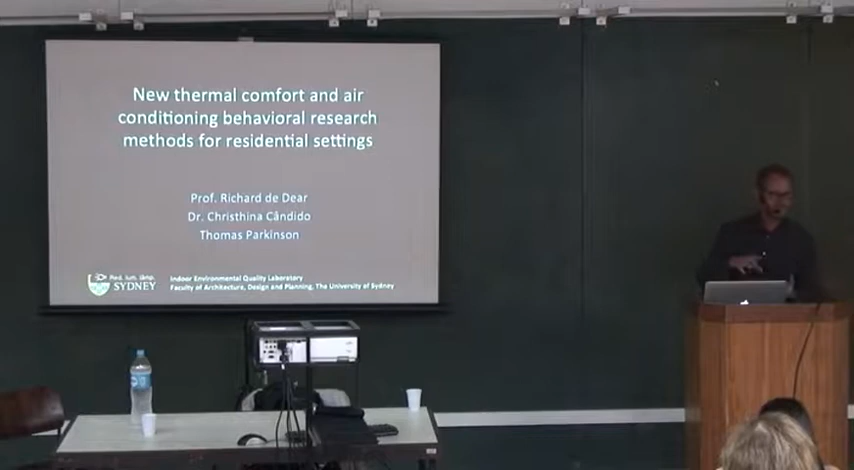 New thermal comfort and air
conditioning behavioral research
methods for residential settings
Prof. Richard de Dear
Dr. Christhina Cândido
Thomas Parkinson
SYDNEY
Indoor Environmental Quality Laboratory
Faculty of Architecture, Design and Planning, The University of Sydney